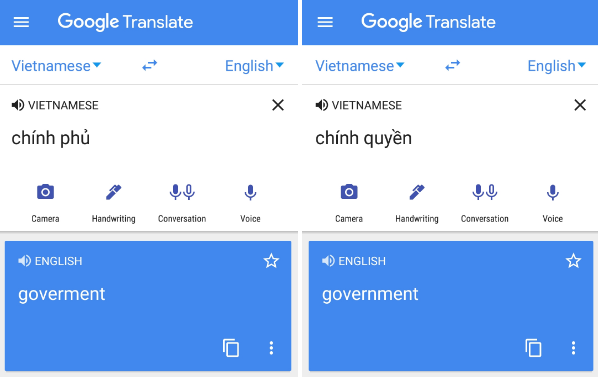 Google Translate
Vietnamese English
VIETNAMESE
chính phủ
Camera Handwriting Conversation Voice
ENGLISH
goverment
Google Translate
Vietnamese English
VIETNAMESE
chính quyền
Camera Handwriting Conversation Voice
ENGLISH
government